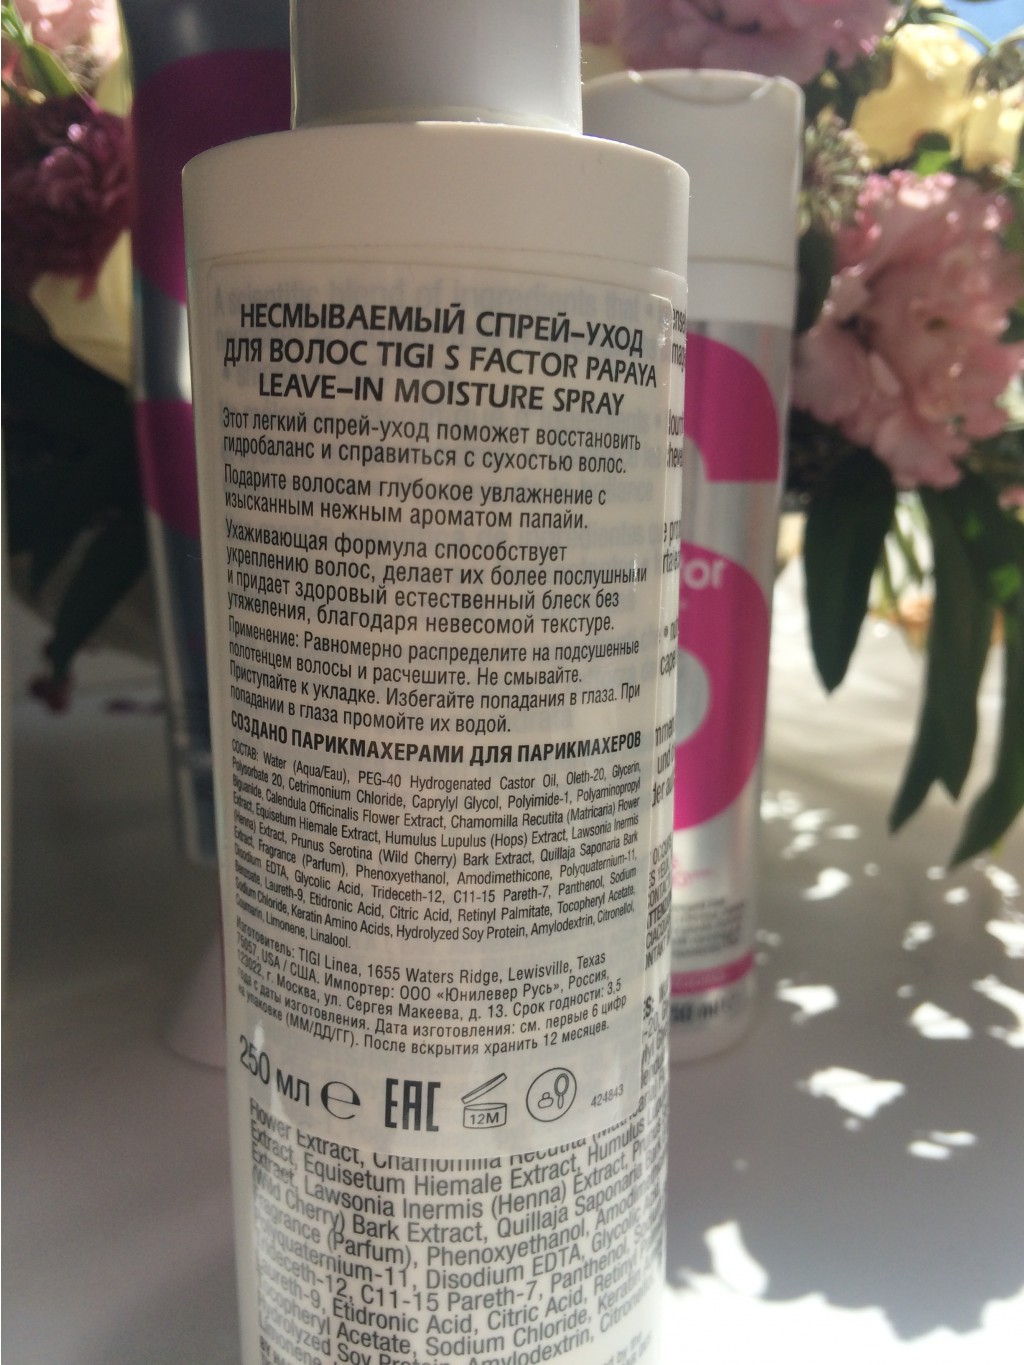 НЕСМЫВАЕМЫЙ СПРЕЙ-УХОД
ДЛЯ ВОЛОС TIGI S FACTOR PAPAYA
LEAVE-IN MOISTURE SPRAY
Этот легкий спрей-уход поможет восстановить
гидробаланс и справиться с сухостью волос.
Подарите волосам глубокое увлажнение с
изысканным нежным ароматом папайи.
Ухаживающая формула способствует
укреплению волос, делает их более послушными
и придает здоровый естественный блеск без
утяжеления, благодаря невесомой текстуре.
Применение: Равномерно распределите на подсушенные
полотенцем волосы и расчешите. Не смывайте.
Приступайте к укладке. Избегайте попадания в глаза. При
попадании в глаза промойте их водой.
СОЗДАНО ПАРИКМАХЕРАМИ ДЛЯ ПАРИКМАХЕРОВ
СОСТАВ: Water (Aqua/Eau), PEG-40 Hydrogenated Castor Oil, Oleth-20, Glycerin,
Polysorbate 20, Cetrimonium Chloride, Caprylyl Glycol, Polyimide-1, Polyaminopropyl
Biguanide, Calendula Officinalis Flower Extract, Chamomilla Recutita (Matricaria) Flower
Extract, Equisetum Hiemale Extract, Humulus Lupulus (Hops) Extract, Lawsonia Inermis
(Henna) Extract, Prunus Serotina (Wild Cherry) Bark Extract, Quillaja Saponaria Bark
Extract, Fragrance (Parfum), Phenoxyethanol, Amodimethicone, Polyquaternium-11,
Disodium EDTA, Glycolic Acid, Trideceth-12, C11-15 Pareth-7, Panthenol, Sodium
Benzoate, Laureth-9, Etidronic Acid, Citric Acid, Retinyl Palmitate, Tocopheryl Acetate,
Sodium Chloride, Keratin Amino Acids, Hydrolyzed Soy Protein, Amylodextrin, Citronellol,
Coumarin, Limonene, Linalool.
Изготовитель: TIGI Linea, 1655 Waters Ridge, Lewisville, Texas
75057, USA / США. Импортер: ООО «Юнилевер Русь», Россия,
123022, г. Москва, ул. Сергея Макеева, д. 13. Срок годности: 3,5
года с даты изготовления. Дата изготовления: см. первые 6 цифр
на упаковке (ММ/ДД/ГГ). После вскрытия хранить 12 месяцев.
250 МЛ e EAC 12M 424843
Flower Extract, Chamomilla Recutita
Extract, Equisetum Hiemale Extract, Humulus
Extract, Lawsonia Inermis (Henna) Extract,
(Wild Cherry) Bark Extract, Quillaja Saponaria
Fragrance (Parfum), Phenoxyethanol,
Polyquaternium-11, Disodium EDTA, Glycolic
Trideceth-12, C11-15 Pareth-7, Panthenol,
Laureth-9, Etidronic Acid, Citric Acid, Retinyl
Tocopheryl Acetate, Sodium Chloride, Keratin
Hydrolyzed Soy Protein, Amylodextrin,